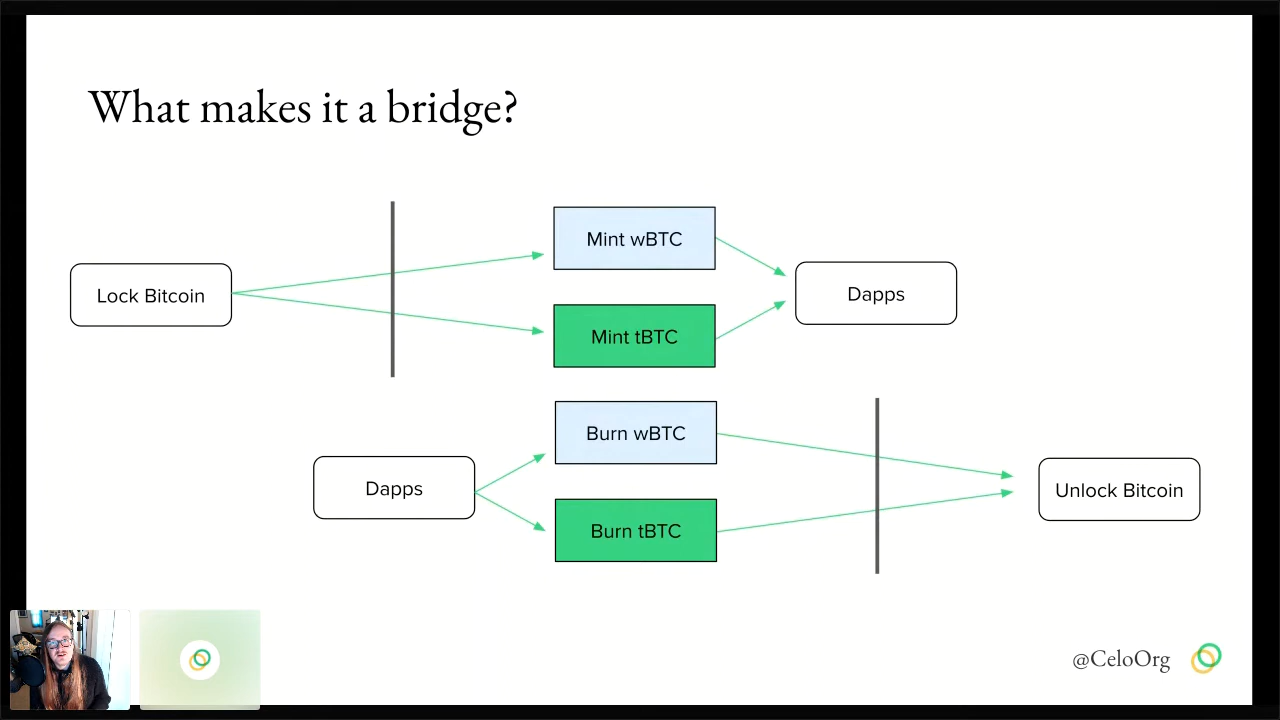 What makes it a bridge?
Lock Bitcoin
Mint wBTC
Mint tBTC
Dapps
Dapps
Burn wBTC
Burn tBTC
Unlock Bitcoin
@CeloOrg